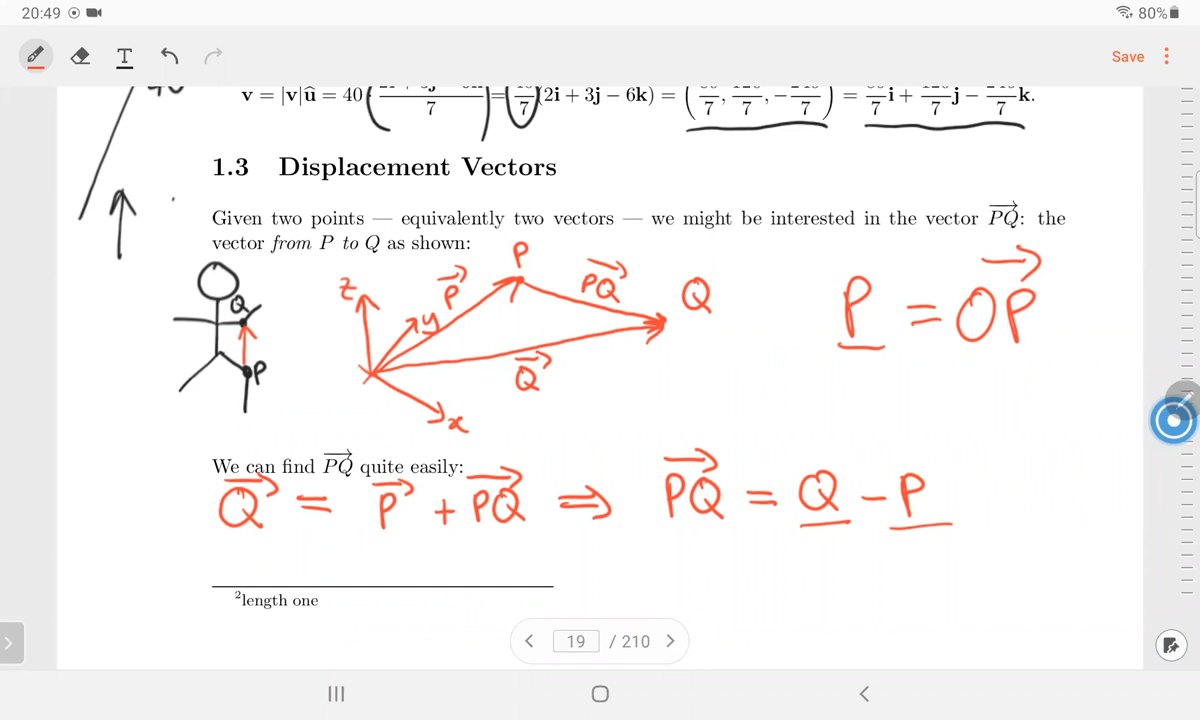 20:49 80%
T Save
v = |v|û = 40( 7 ) = ( 7 )(2i + 3j − 6k) = ( 7 , 7 , − 7 ) = 7 i + 7 j − 7 k.
1.3 Displacement Vectors
Given two points — equivalently two vectors — we might be interested in the vector PQ⃗: the
vector from P to Q as shown:
P
z y P⃗ PQ⃗ Q P = OP⃗
Q
P
Q⃗
x
We can find PQ⃗ quite easily:
Q⃗ = P⃗ + PQ⃗ ⇒ PQ⃗ = Q − P
²length one
19 / 210